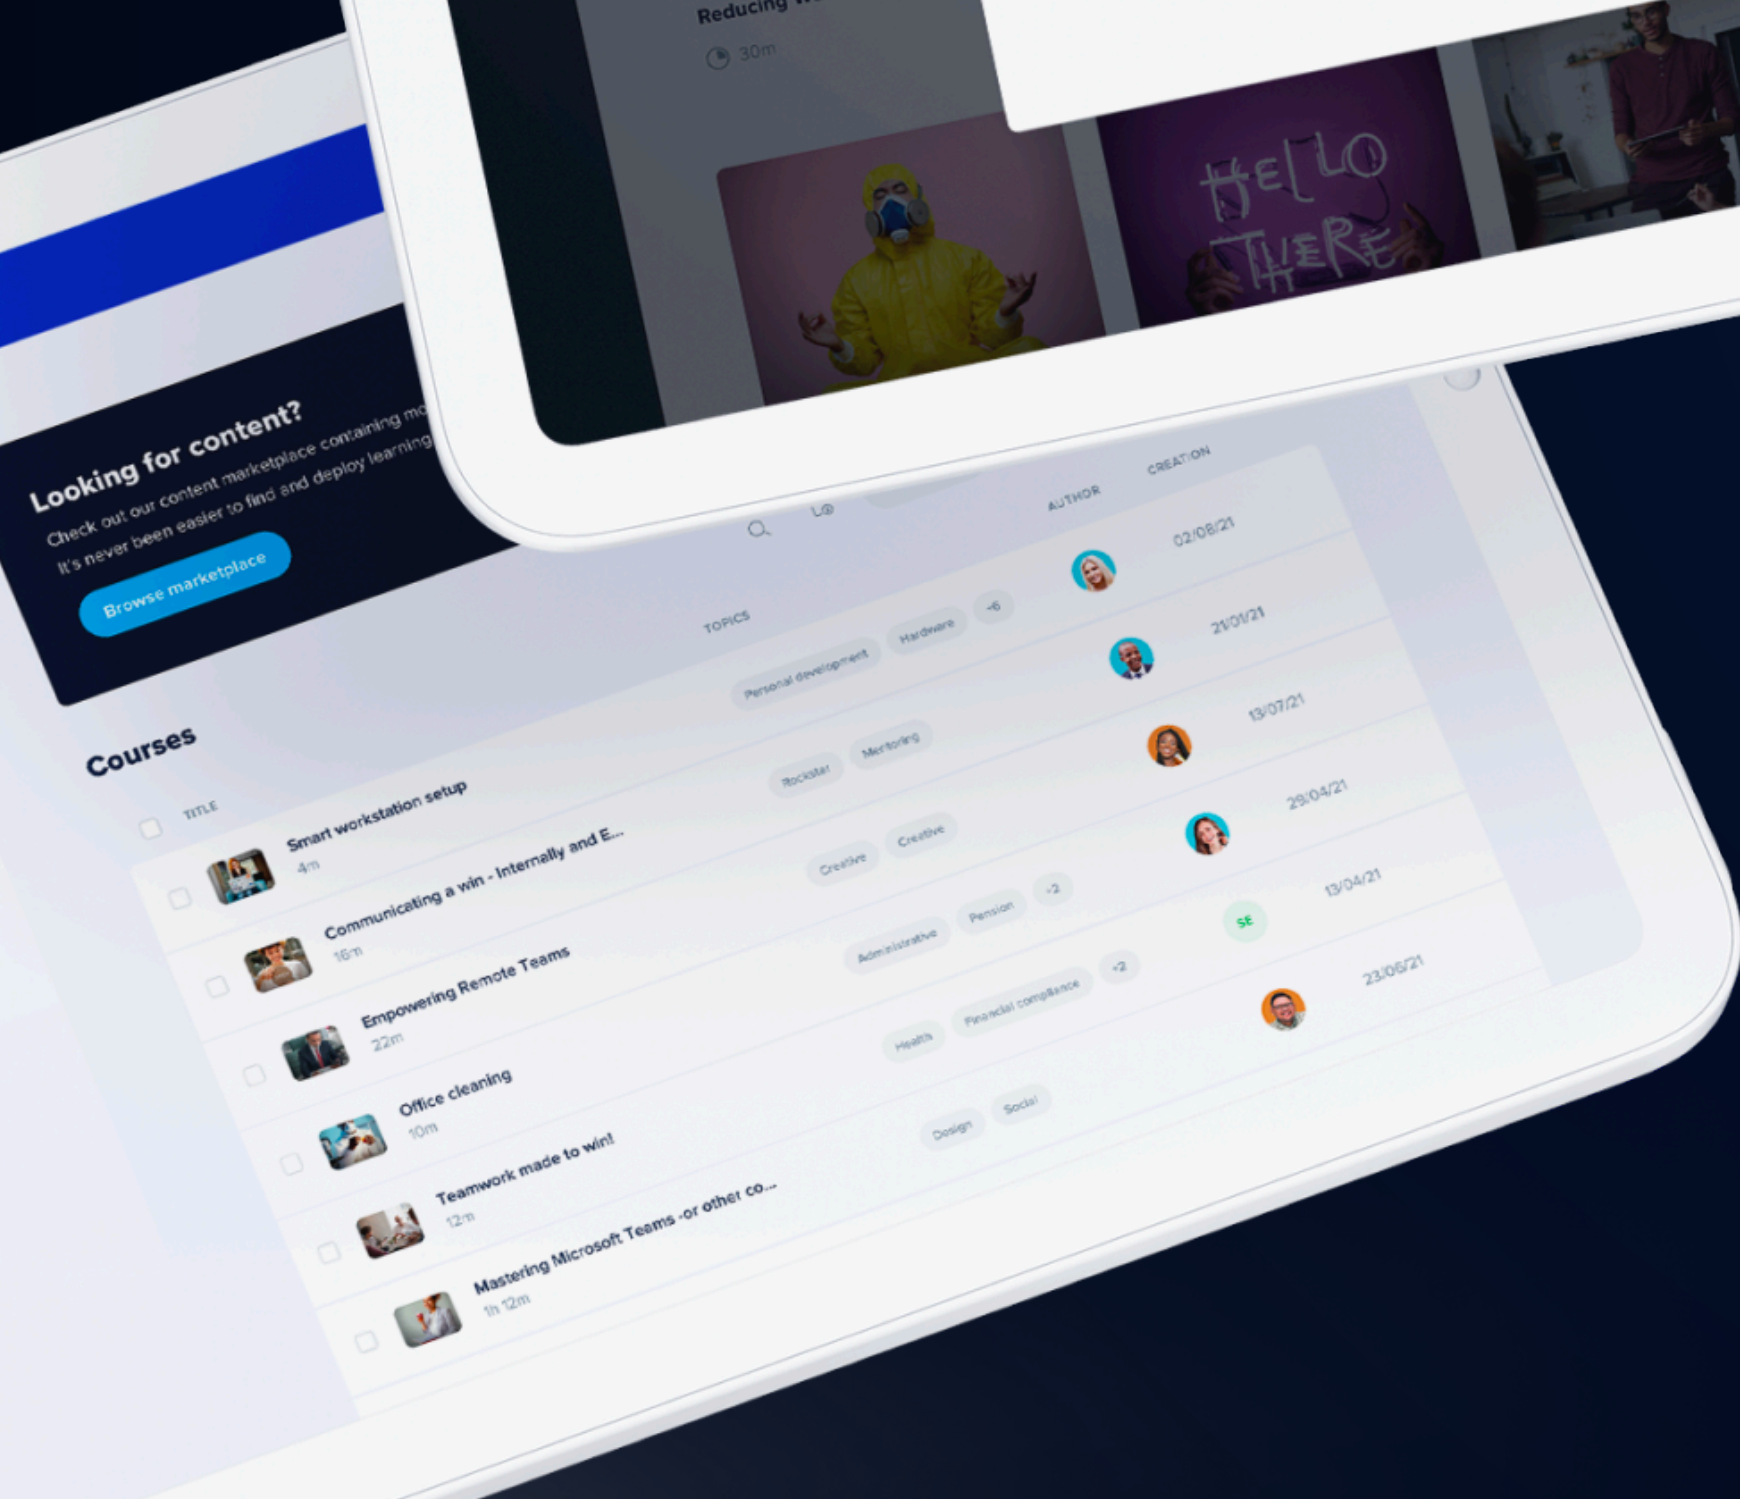 Reducing
30m
HELLO
THERE
Looking for content?
Check out our content marketplace containing
It's never been easier to find and deploy learning
Browse marketplace
Courses
TITLE
TOPICS
AUTHOR
CREATION
Smart workstation setup
4m
Personal development
Hardware
+6
02/08/21
Communicating a win - Internally and E...
16m
Rockstar
Mentoring
21/01/21
Empowering Remote Teams
22m
Creative
Creative
13/07/21
Office cleaning
10m
Administrative
Pension
+2
29/04/21
Teamwork made to win!
12m
Health
Financial compliance
+2
SE
13/04/21
Mastering Microsoft Teams -or other co...
1h 12m
Design
Social
23/06/21